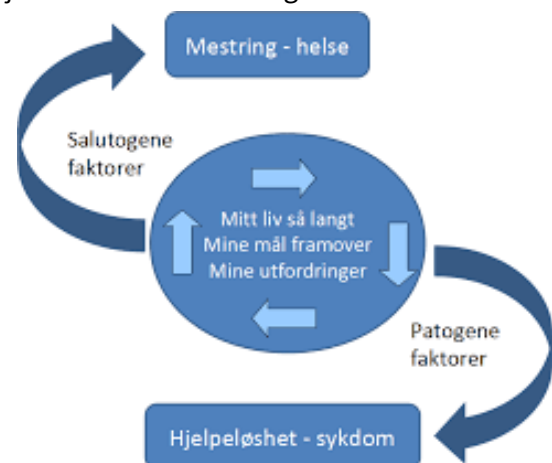 Mestring - helse
Salutogene
faktorer
Mitt liv så langt
Mine mål framover
Mine utfordringer
Patogene
faktorer
Hjelpeløshet - sykdom